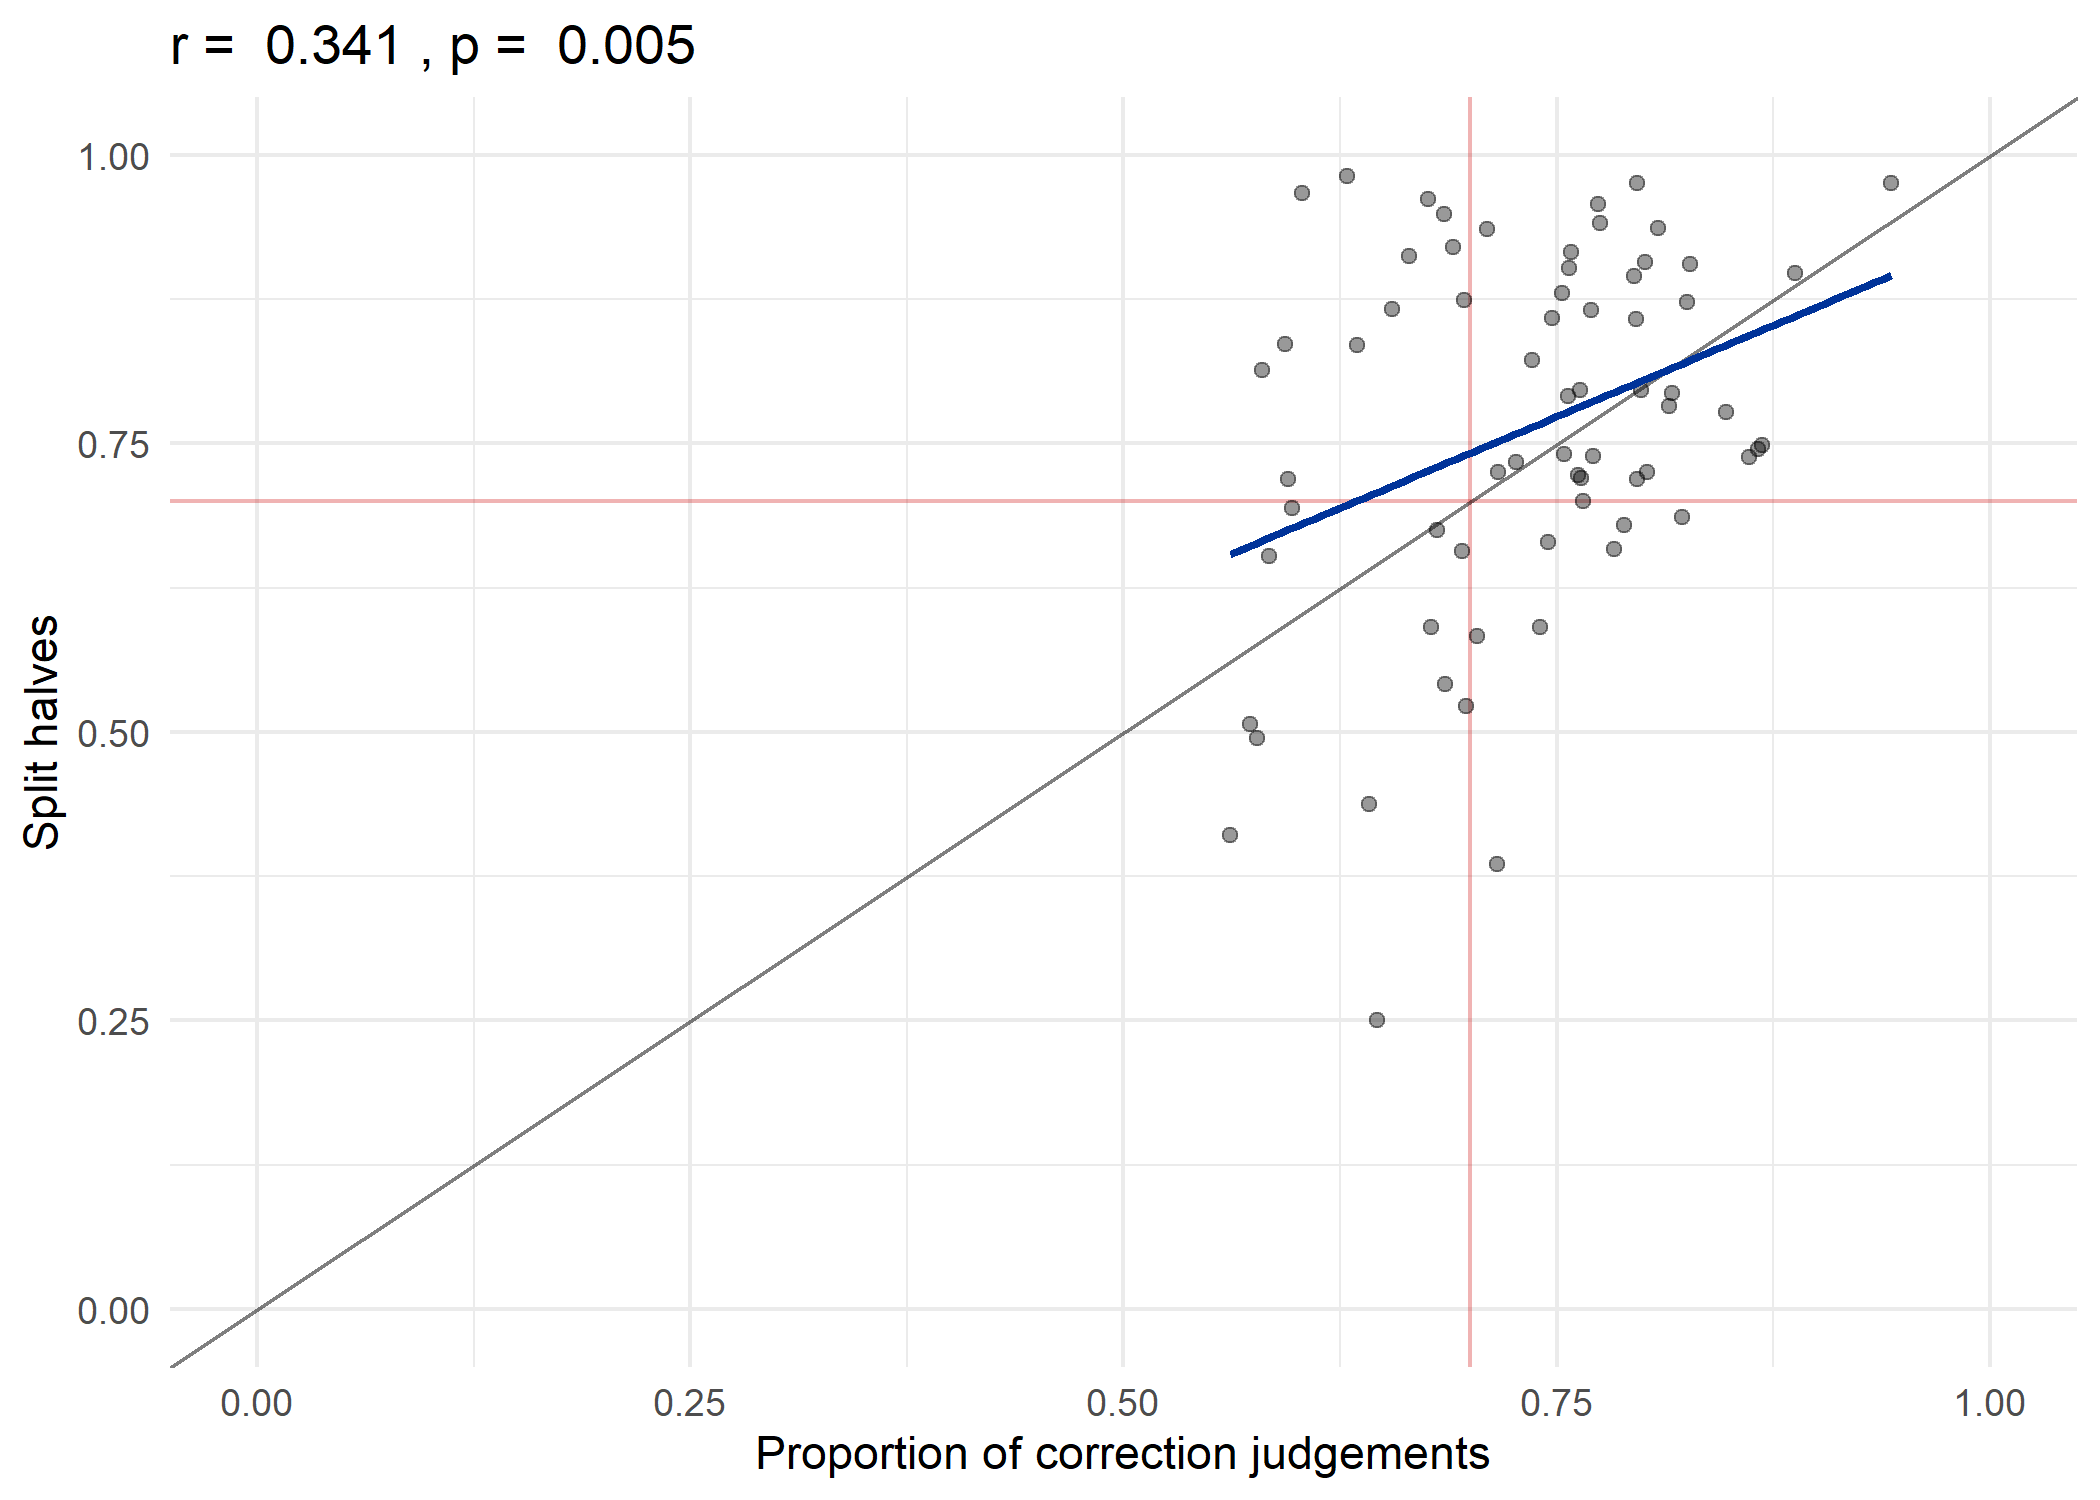 r =  0.341 , p =  0.005
1.00
0.75
0.50
0.25
0.00
Split halves
0.00 0.25 0.50 0.75 1.00
Proportion of correction judgements